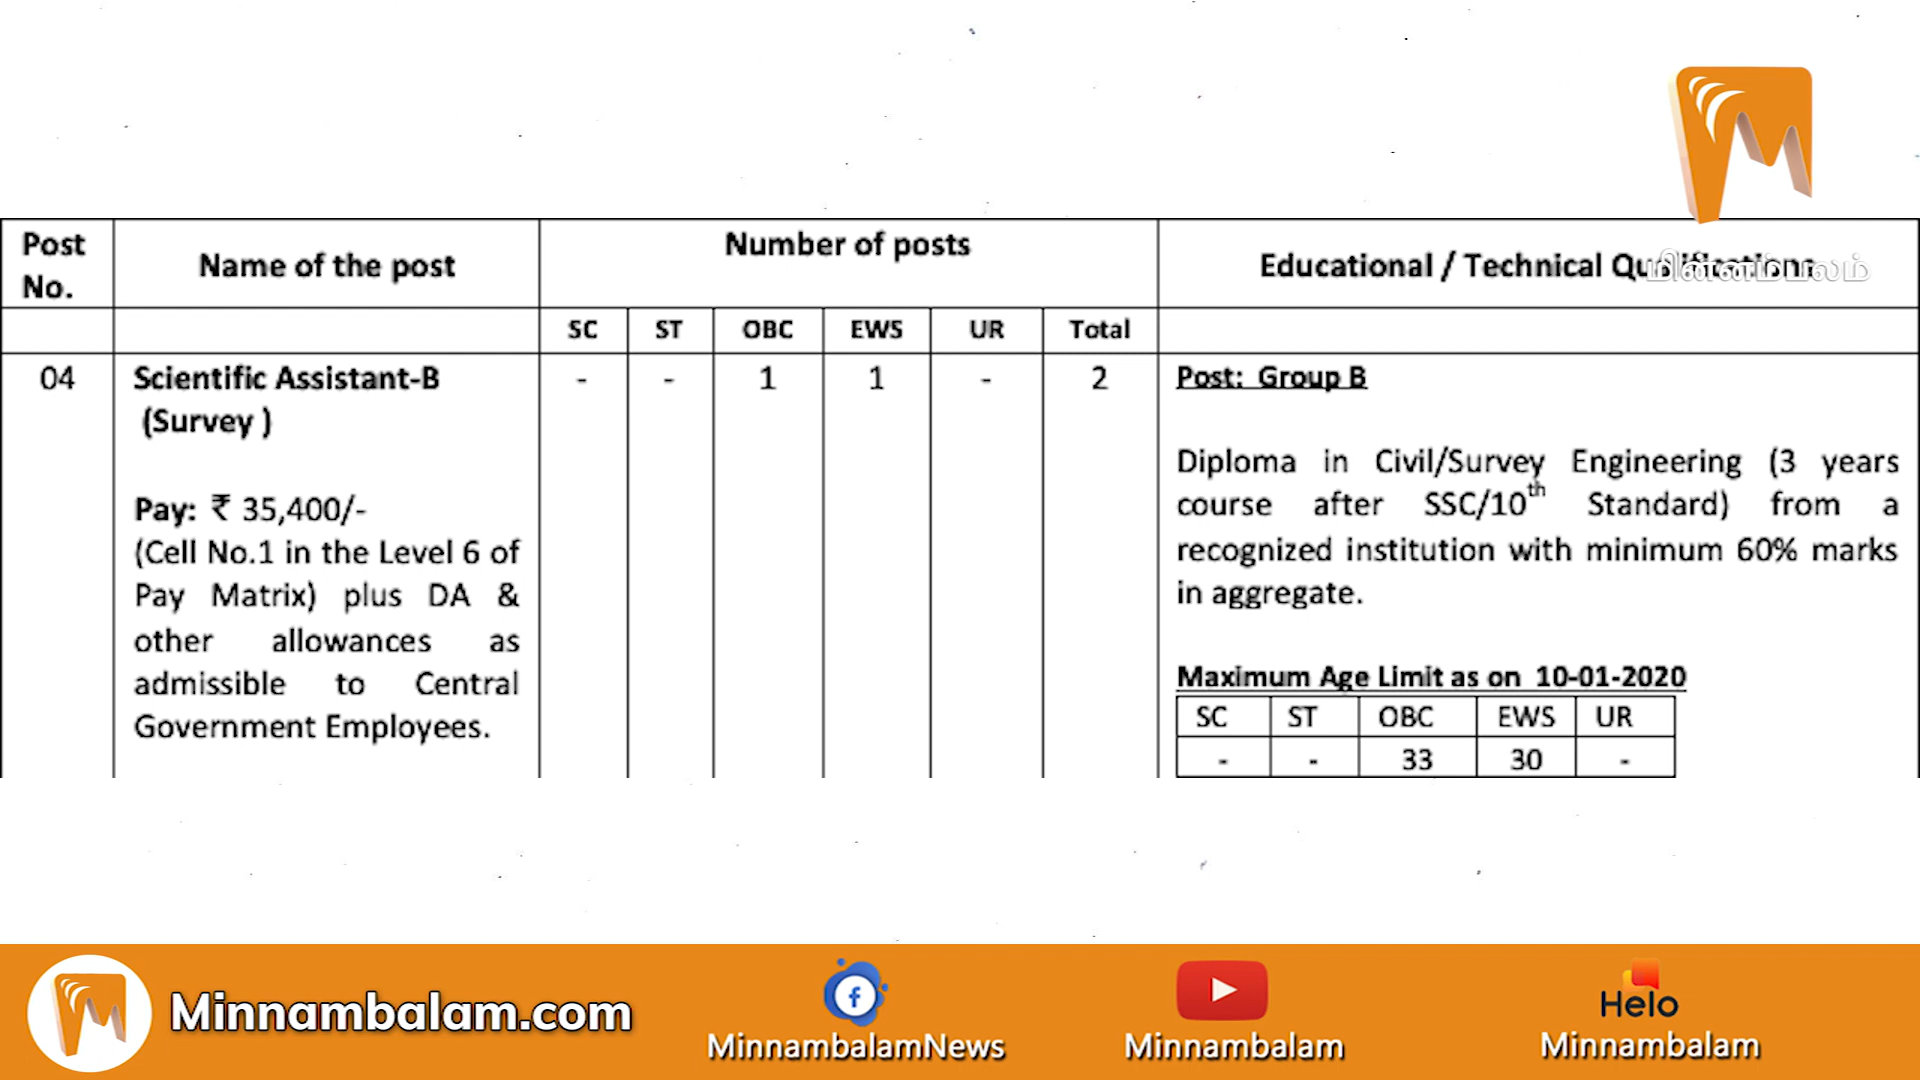 Post No.
Name of the post
Number of posts
Educational / Technical Qualifications
மின்னம்பலம்
SC ST OBC EWS UR Total
04 Scientific Assistant-B - - 1 1 - 2
(Survey )
Pay: ₹ 35,400/-
(Cell No.1 in the Level 6 of
Pay Matrix) plus DA &
other allowances as
admissible to Central
Government Employees.
Post: Group B
Diploma in Civil/Survey Engineering (3 years
course after SSC/10th Standard) from a
recognized institution with minimum 60% marks
in aggregate.
Maximum Age Limit as on 10-01-2020
SC ST OBC EWS UR
- - 33 30 -
Minnambalam.com
MinnambalamNews
Minnambalam
Helo
Minnambalam